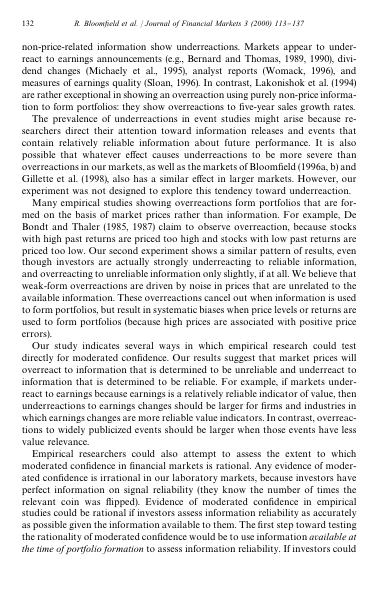 132 R. Bloomfield et al. / Journal of Financial Markets 3 (2000) 113–137
non-price-related information show underreactions. Markets appear to under-
react to earnings announcements (e.g., Bernard and Thomas, 1989, 1990), divi-
dend changes (Michaely et al., 1995), analyst reports (Womack, 1996), and
measures of earnings quality (Sloan, 1996). In contrast, Lakonishok et al. (1994)
are rather exceptional in showing an overreaction using purely non-price informa-
tion to form portfolios: they show overreactions to five-year sales growth rates.
The prevalence of underreactions in event studies might arise because re-
searchers direct their attention toward information releases and events that
contain relatively reliable information about future performance. It is also
possible that whatever effect causes underreactions to be more severe than
overreactions in our markets, as well as the markets of Bloomfield (1996a, b) and
Gillette et al. (1998), also has a similar effect in larger markets. However, our
experiment was not designed to explore this tendency toward underreaction.
Many empirical studies showing overreactions form portfolios that are for-
med on the basis of market prices rather than information. For example, De
Bondt and Thaler (1985, 1987) claim to observe overreaction, because stocks
with high past returns are priced too high and stocks with low past returns are
priced too low. Our second experiment shows a similar pattern of results, even
though investors are actually strongly underreacting to reliable information,
and overreacting to unreliable information only slightly, if at all. We believe that
weak-form overreactions are driven by noise in prices that are unrelated to the
available information. These overreactions cancel out when information is used
to form portfolios, but result in systematic biases when price levels or returns are
used to form portfolios (because high prices are associated with positive price
errors).
Our study indicates several ways in which empirical research could test
directly for moderated confidence. Our results suggest that market prices will
overreact to information that is determined to be unreliable and underreact to
information that is determined to be reliable. For example, if markets under-
react to earnings because earnings is a relatively reliable indicator of value, then
underreactions to earnings changes should be larger for firms and industries in
which earnings changes are more reliable value indicators. In contrast, overreac-
tions to widely publicized events should be larger when those events have less
value relevance.
Empirical researchers could also attempt to assess the extent to which
moderated confidence in financial markets is rational. Any evidence of moder-
ated confidence is irrational in our laboratory markets, because investors have
perfect information on signal reliability (they know the number of times the
relevant coin was flipped). Evidence of moderated confidence in empirical
studies could be rational if investors assess information reliability as accurately
as possible given the information available to them. The first step toward testing
the rationality of moderated confidence would be to use information available at
the time of portfolio formation to assess information reliability. If investors could